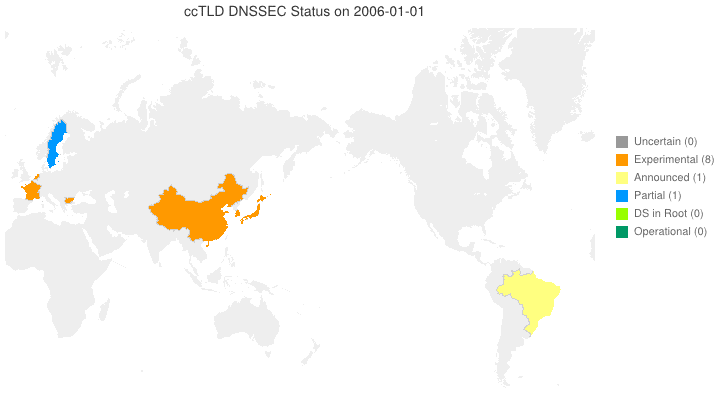 ccTLD DNSSEC Status on 2006-01-01
Uncertain (0)
Experimental (8)
Announced (1)
Partial (1)
DS in Root (0)
Operational (0)